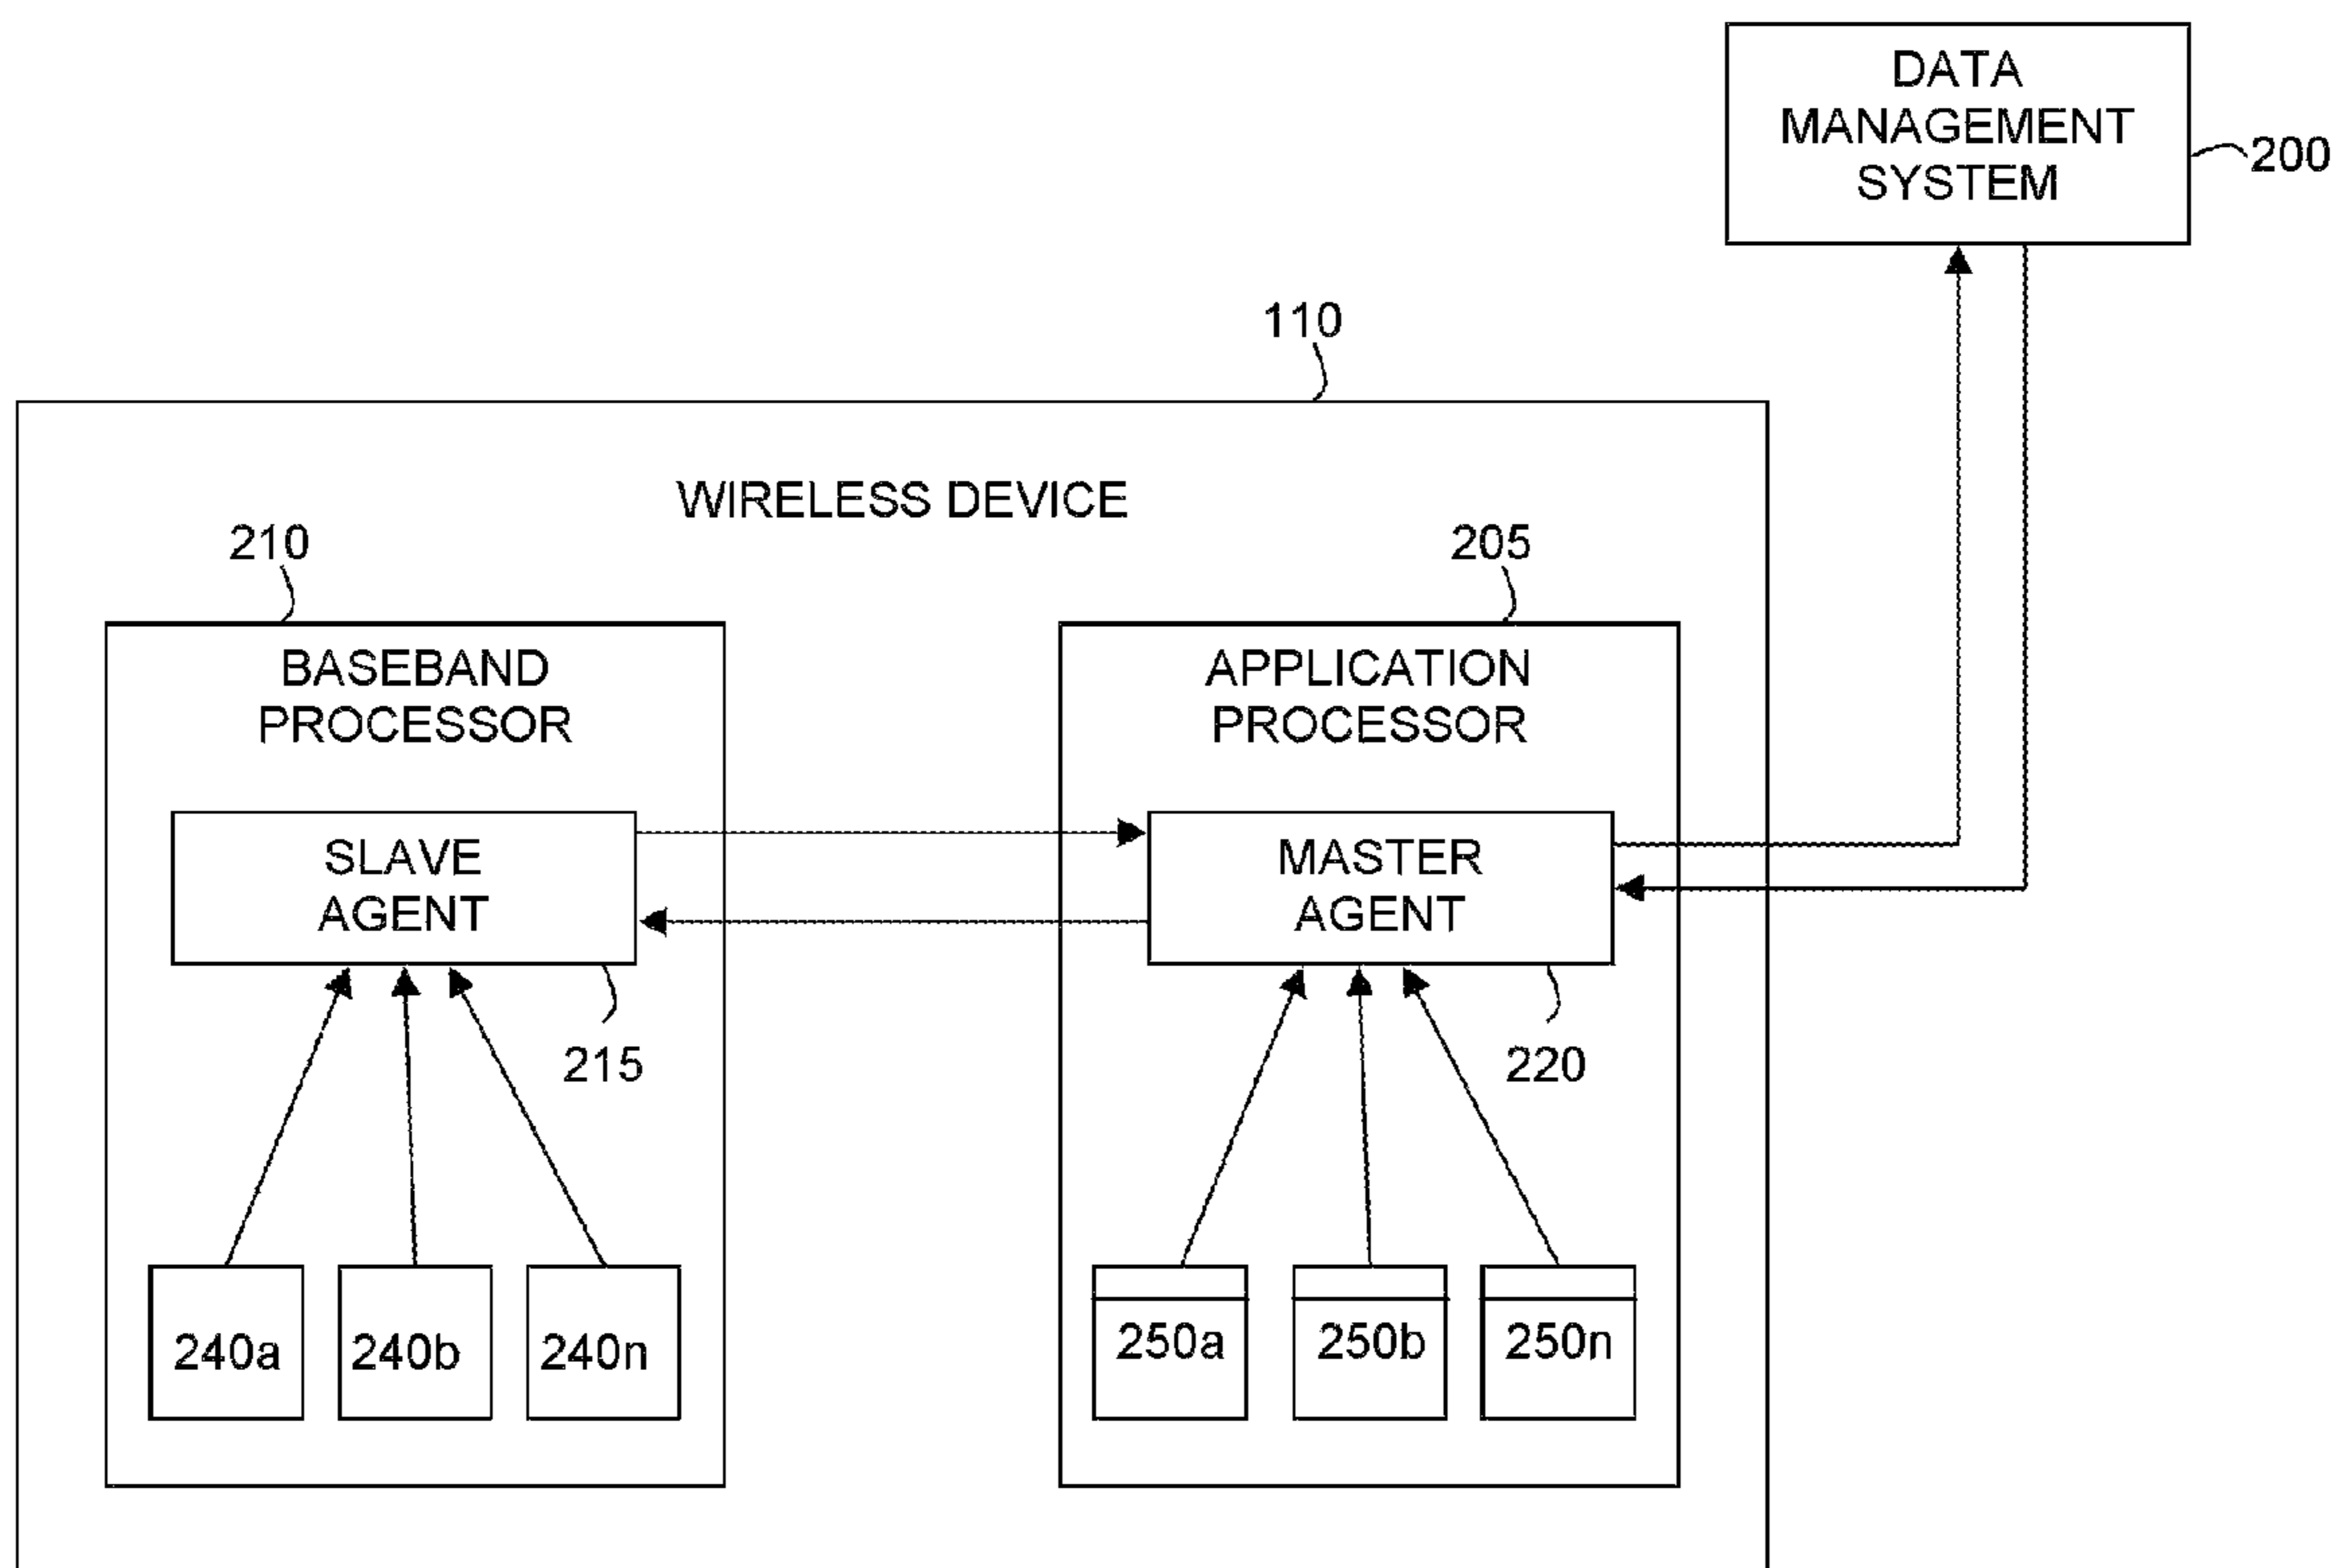 DATA
MANAGEMENT
SYSTEM
200
110
WIRELESS DEVICE
210
205
BASEBAND
PROCESSOR
APPLICATION
PROCESSOR
SLAVE
AGENT
MASTER
AGENT
215
220
240a
240b
240n
250a
250b
250n